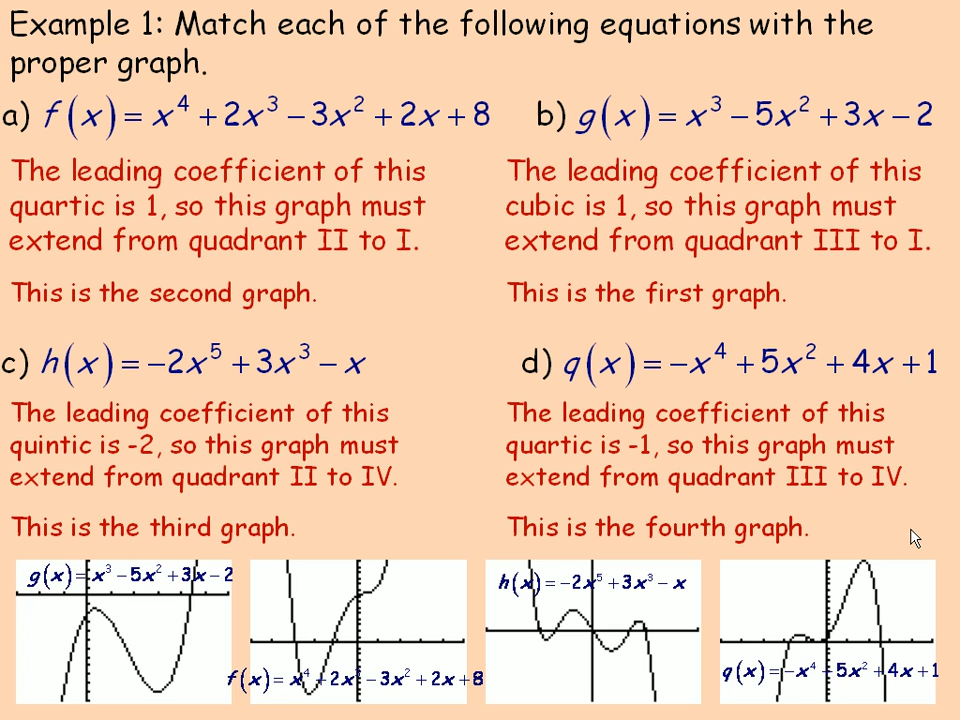 Example 1: Match each of the following equations with the
proper graph.
a) f(x) = x⁴ + 2x³ − 3x² + 2x + 8
b) g(x) = x³ − 5x² + 3x − 2
The leading coefficient of this
quartic is 1, so this graph must
extend from quadrant II to I.
This is the second graph.
The leading coefficient of this
cubic is 1, so this graph must
extend from quadrant III to I.
This is the first graph.
c) h(x) = −2x⁵ + 3x³ − x
d) q(x) = −x⁴ + 5x² + 4x + 1
The leading coefficient of this
quintic is -2, so this graph must
extend from quadrant II to IV.
This is the third graph.
The leading coefficient of this
quartic is -1, so this graph must
extend from quadrant III to IV.
This is the fourth graph.
g(x) = x³ − 5x² + 3x − 2
f(x) = x⁴ + 2x³ − 3x² + 2x + 8
h(x) = −2x⁵ + 3x³ − x
q(x) = −x⁴ + 5x² + 4x + 1